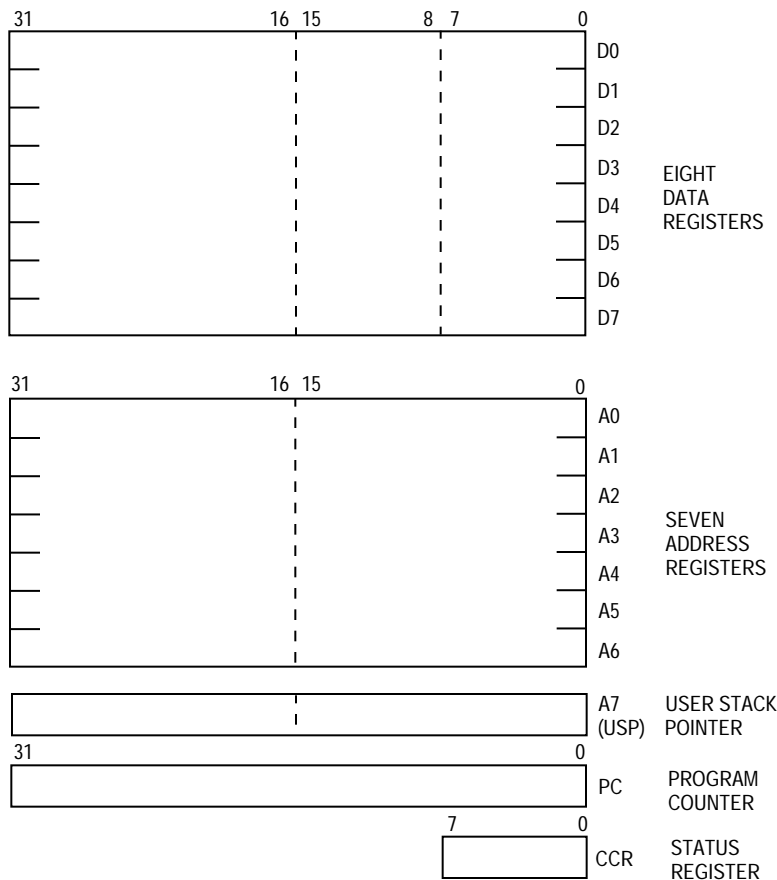 31 16 15 8 7 0
D0
D1
D2
D3
D4
D5
D6
D7
EIGHT
DATA
REGISTERS
31 16 15 0
A0
A1
A2
A3
A4
A5
A6
SEVEN
ADDRESS
REGISTERS
A7
(USP)
USER STACK
POINTER
31 0
PC
PROGRAM
COUNTER
7 0
CCR
STATUS
REGISTER